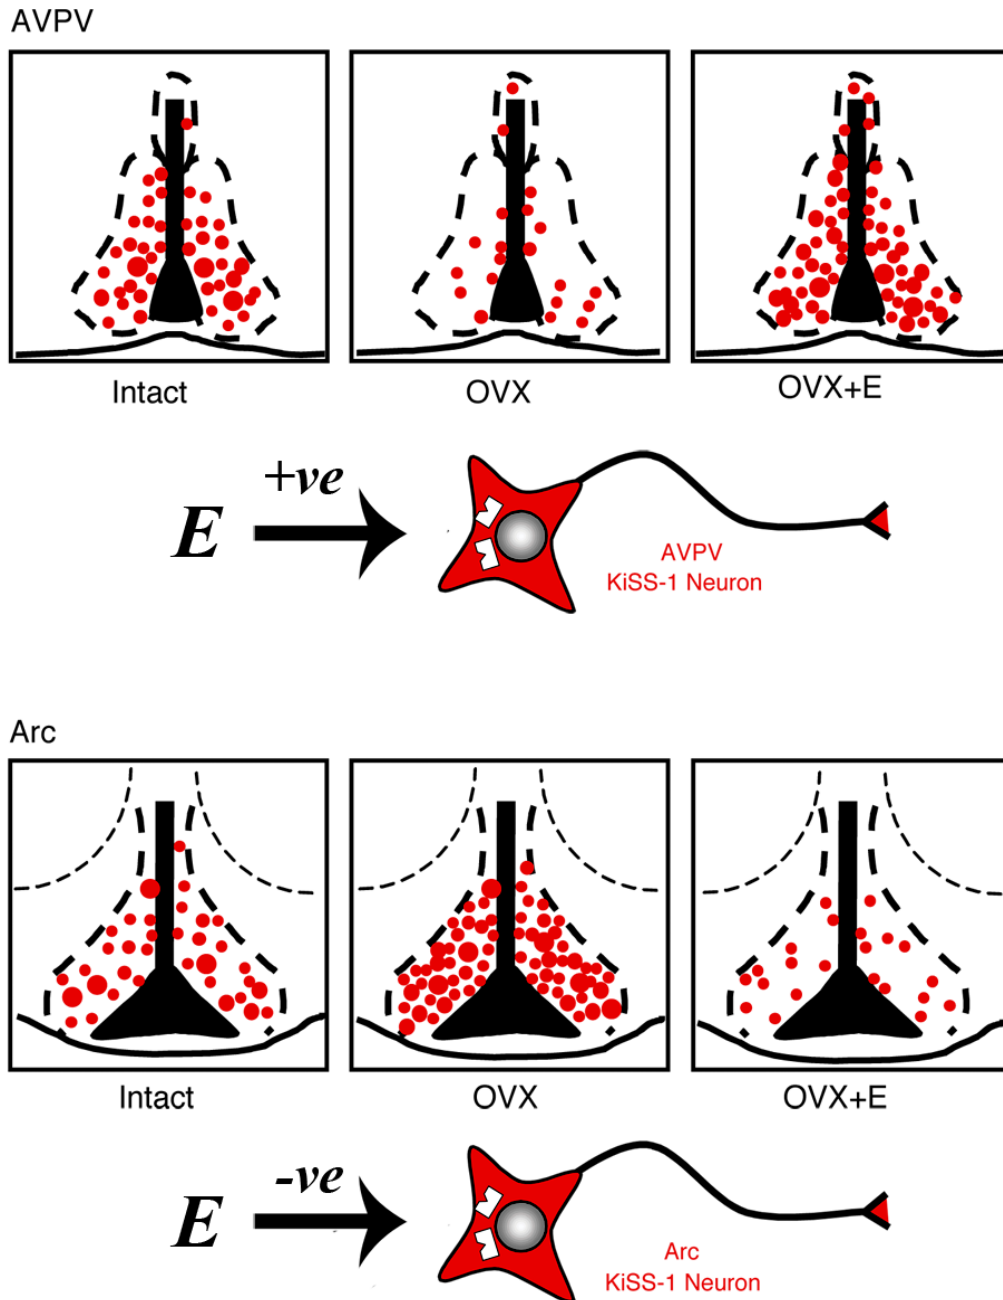 AVPV
Intact
OVX
OVX+E
+ve
E
AVPV
KiSS-1 Neuron
Arc
Intact
OVX
OVX+E
-ve
E
Arc
KiSS-1 Neuron